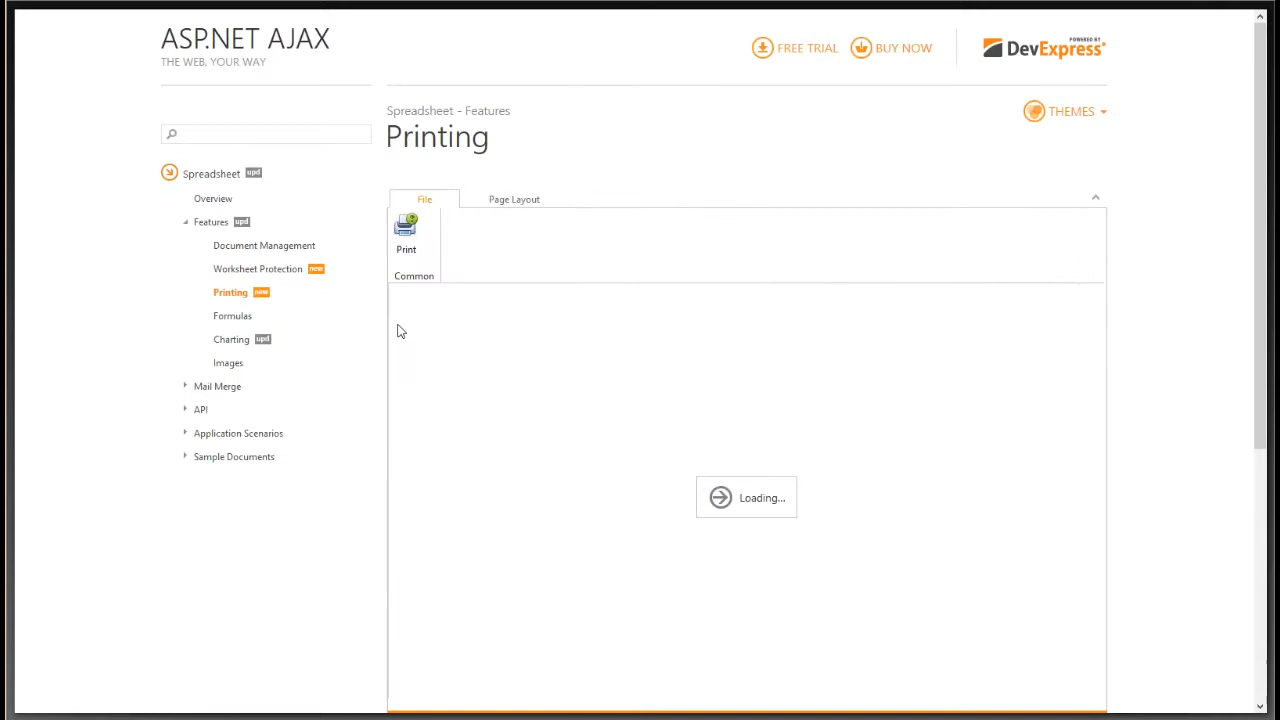 ASP.NET AJAX
THE WEB, YOUR WAY
FREE TRIAL
BUY NOW
POWERED BY
DevExpress
Spreadsheet - Features
THEMES
Printing
Spreadsheet upd
Overview
Features upd
Document Management
Worksheet Protection new
Printing new
Formulas
Charting upd
Images
Mail Merge
API
Application Scenarios
Sample Documents
File
Page Layout
Print
Common
Loading...